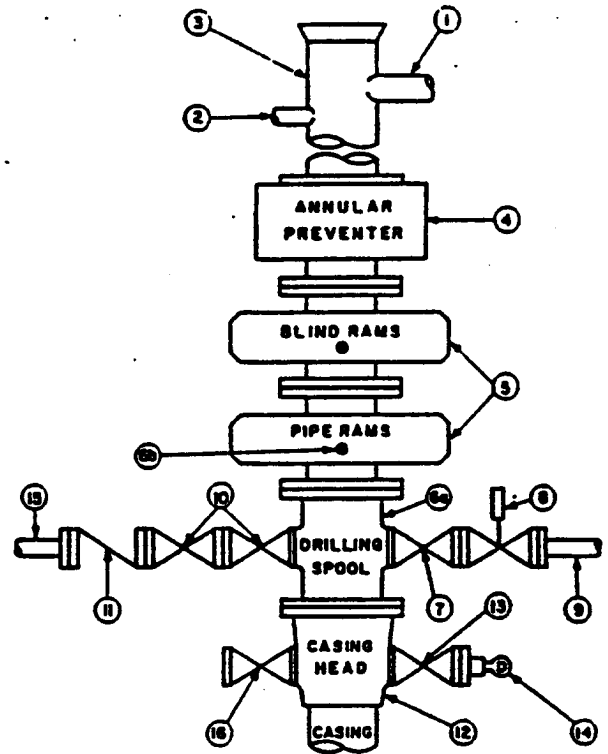 3
1
2
ANNULAR
PREVENTER
4
BLIND RAMS
5
PIPE RAMS
6b
15
10
6a
8
DRILLING
SPOOL
11
7
13
9
CASING
HEAD
16
12
14
CASING